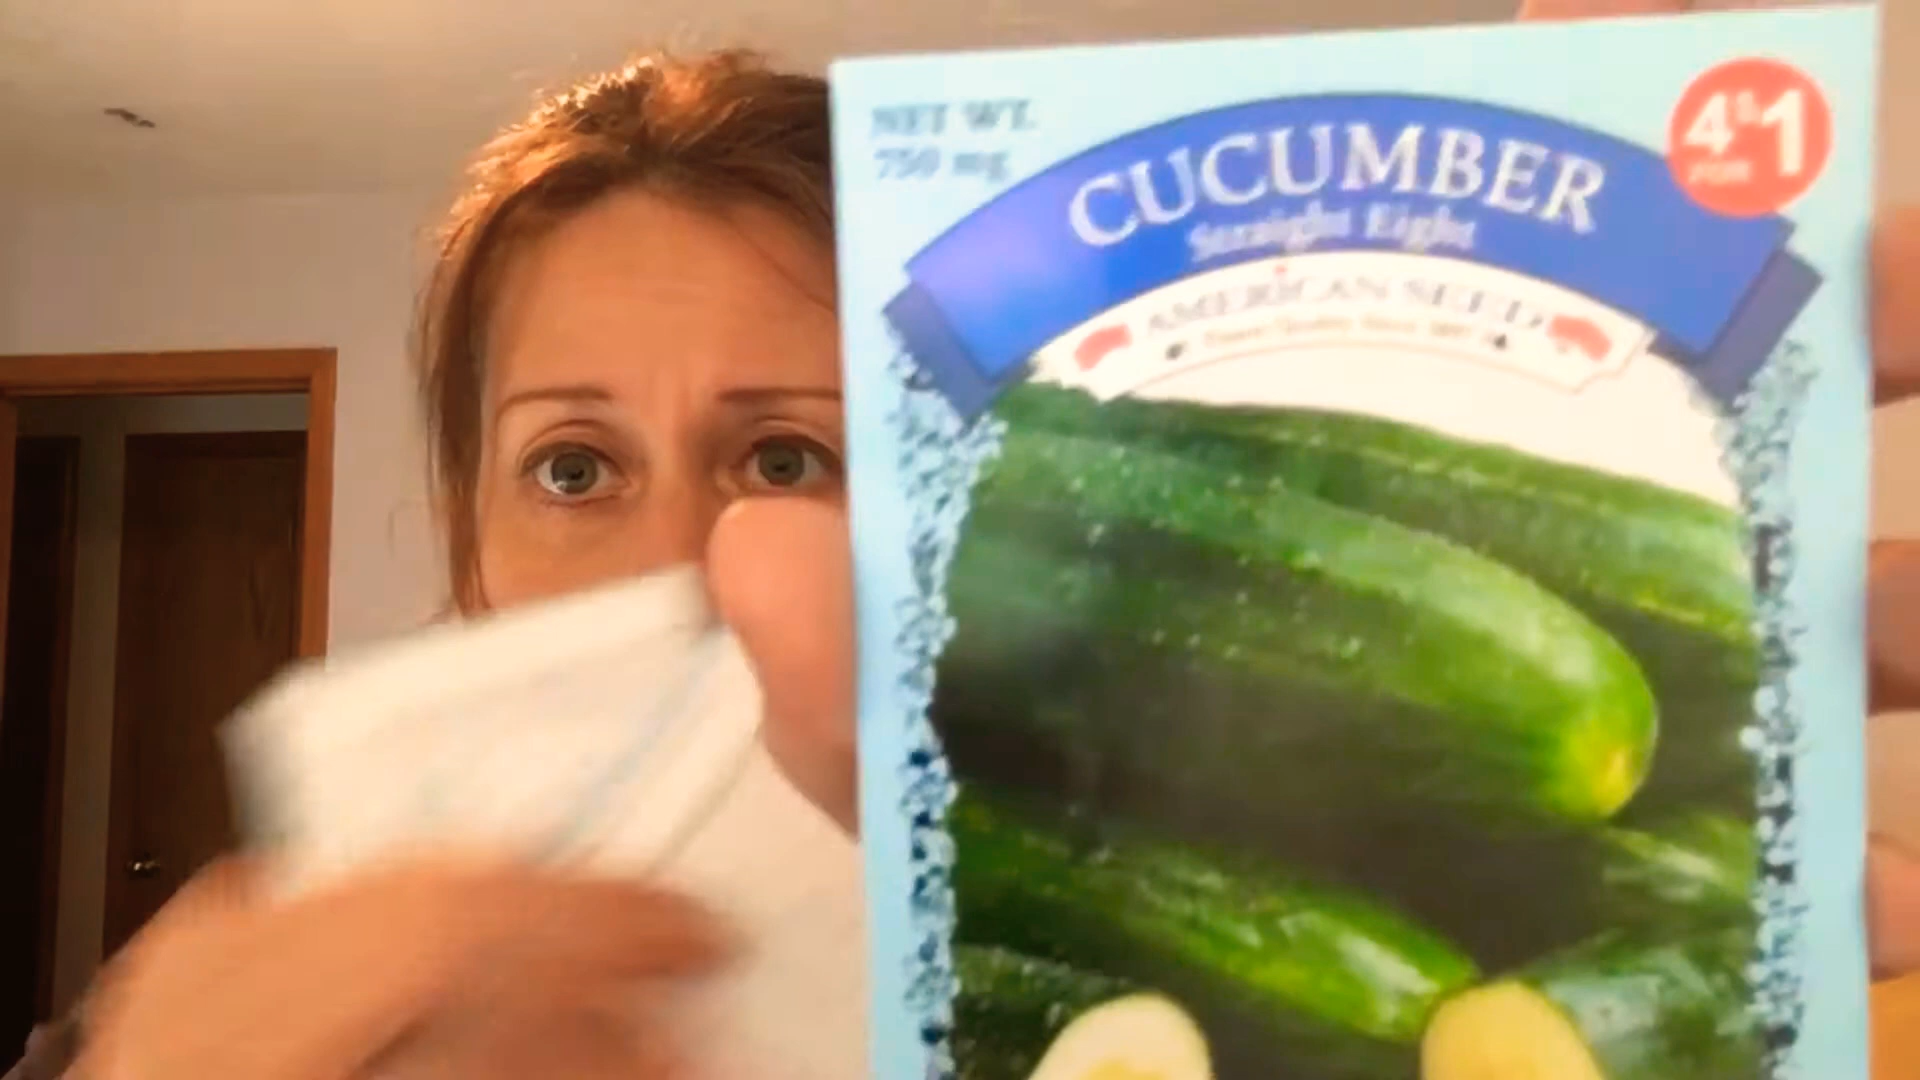 NET WT.
750 mg
CUCUMBER
Straight Eight
4 FOR $1
AMERICAN SEED